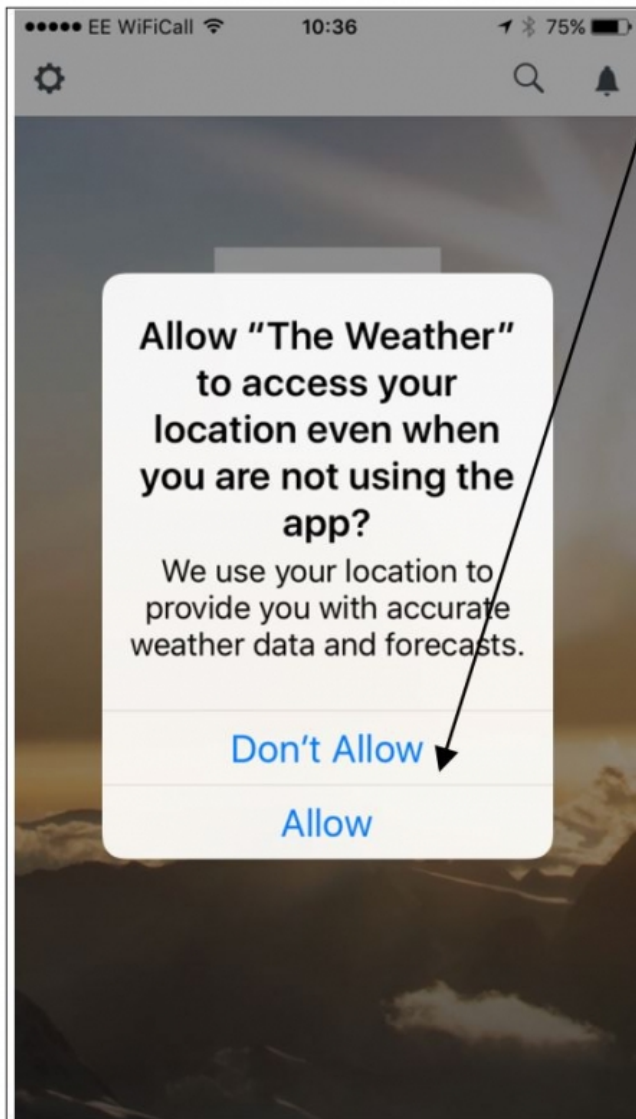 EE WiFiCall 10:36 75%
Allow “The Weather”
to access your
location even when
you are not using the
app?
We use your location to
provide you with accurate
weather data and forecasts.
Don’t Allow
Allow